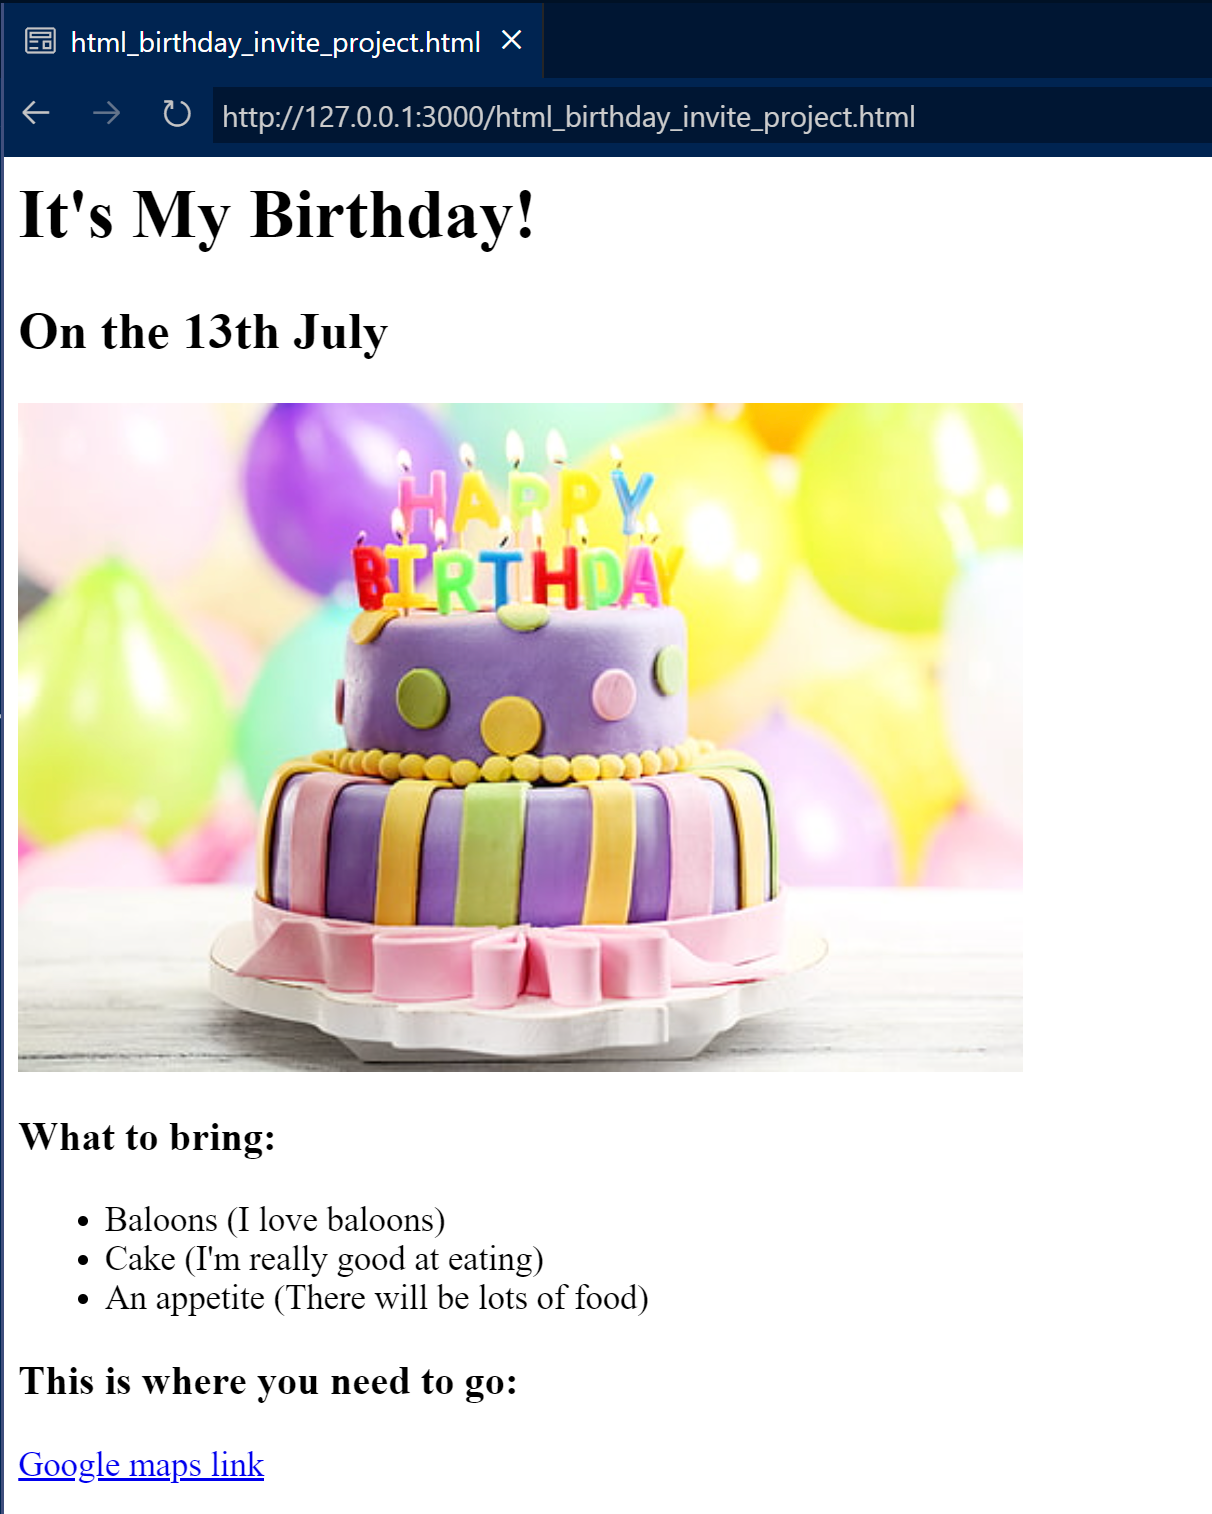 html_birthday_invite_project.html
http://127.0.0.1:3000/html_birthday_invite_project.html
It's My Birthday!
On the 13th July
HAPPY
BIRTHDAY
What to bring:
Baloons (I love baloons)
Cake (I'm really good at eating)
An appetite (There will be lots of food)
This is where you need to go:
Google maps link